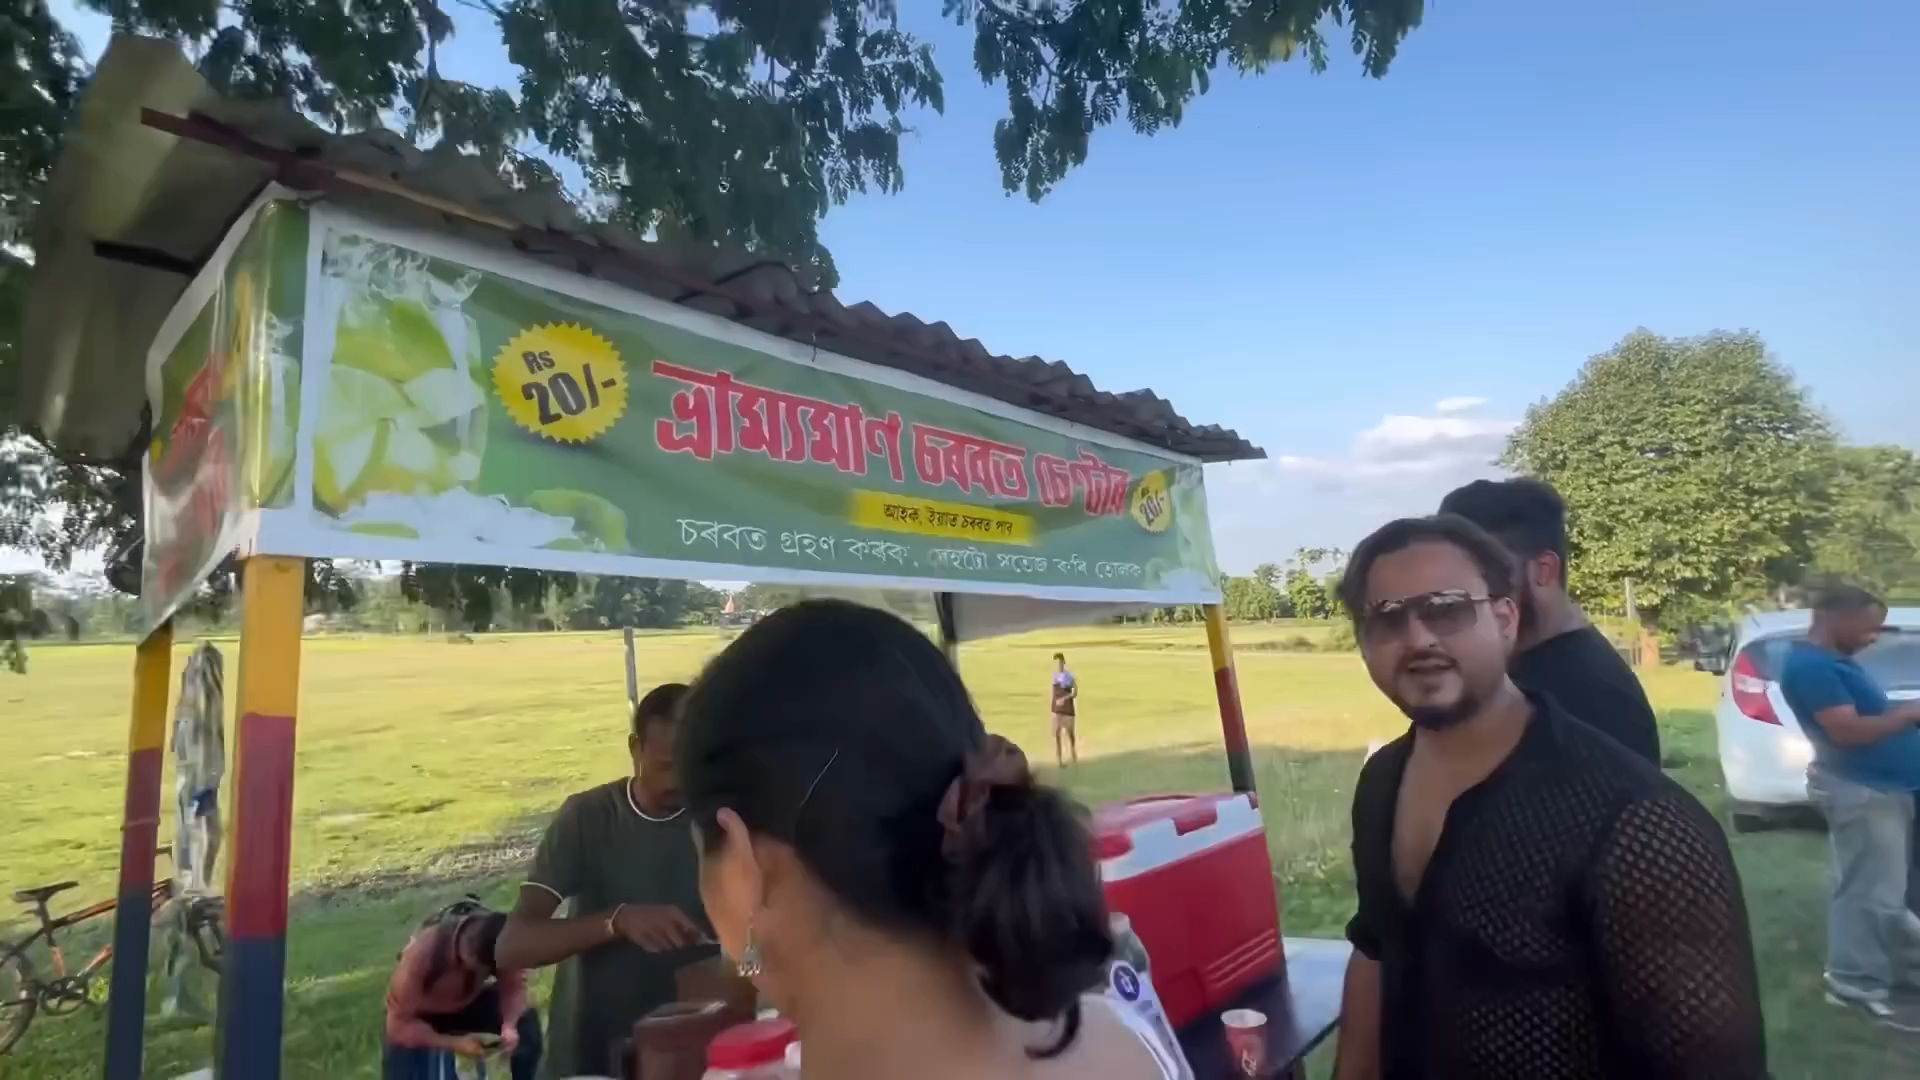 Rs
20/-
ভ্ৰাম্যমাণ চৰবত চেণ্টাৰ
20/-
আহক, ইয়াত চৰবত পাব
চৰবত গ্ৰহণ কৰক, দেহটো সতেজ কৰি তোলক